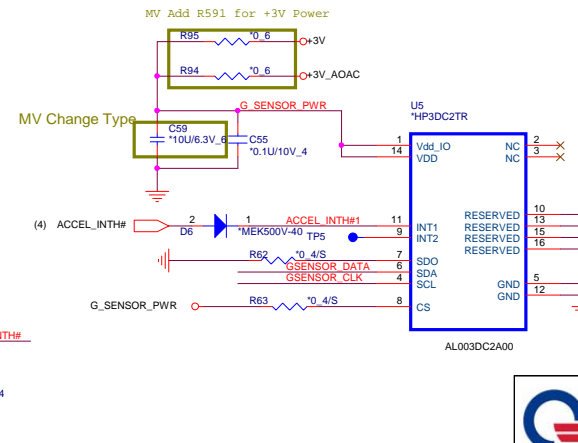 MV Add R591 for +3V Power
R95 *0_6 +3V
R94 *0_6 +3V_AOAC
G_SENSOR_PWR
MV Change Type
C59
*10U/6.3V_6
C55
*0.1U/10V_4
U5
*HP3DC2TR
1 Vdd_IO NC 2
14 VDD NC 3
(4) ACCEL_INTH# 2 D6 1 ACCEL_INTH#1 11 INT1
*MEK500V-40 TP5 9 INT2
RESERVED 10
RESERVED 13
RESERVED 15
RESERVED 16
R62 *0_4/S 7 SDO
GSENSOR_DATA 6 SDA
GSENSOR_CLK 4 SCL
GND 5
GND 12
G_SENSOR_PWR R63 *0_4/S 8 CS
AL003DC2A00
NTH#
4